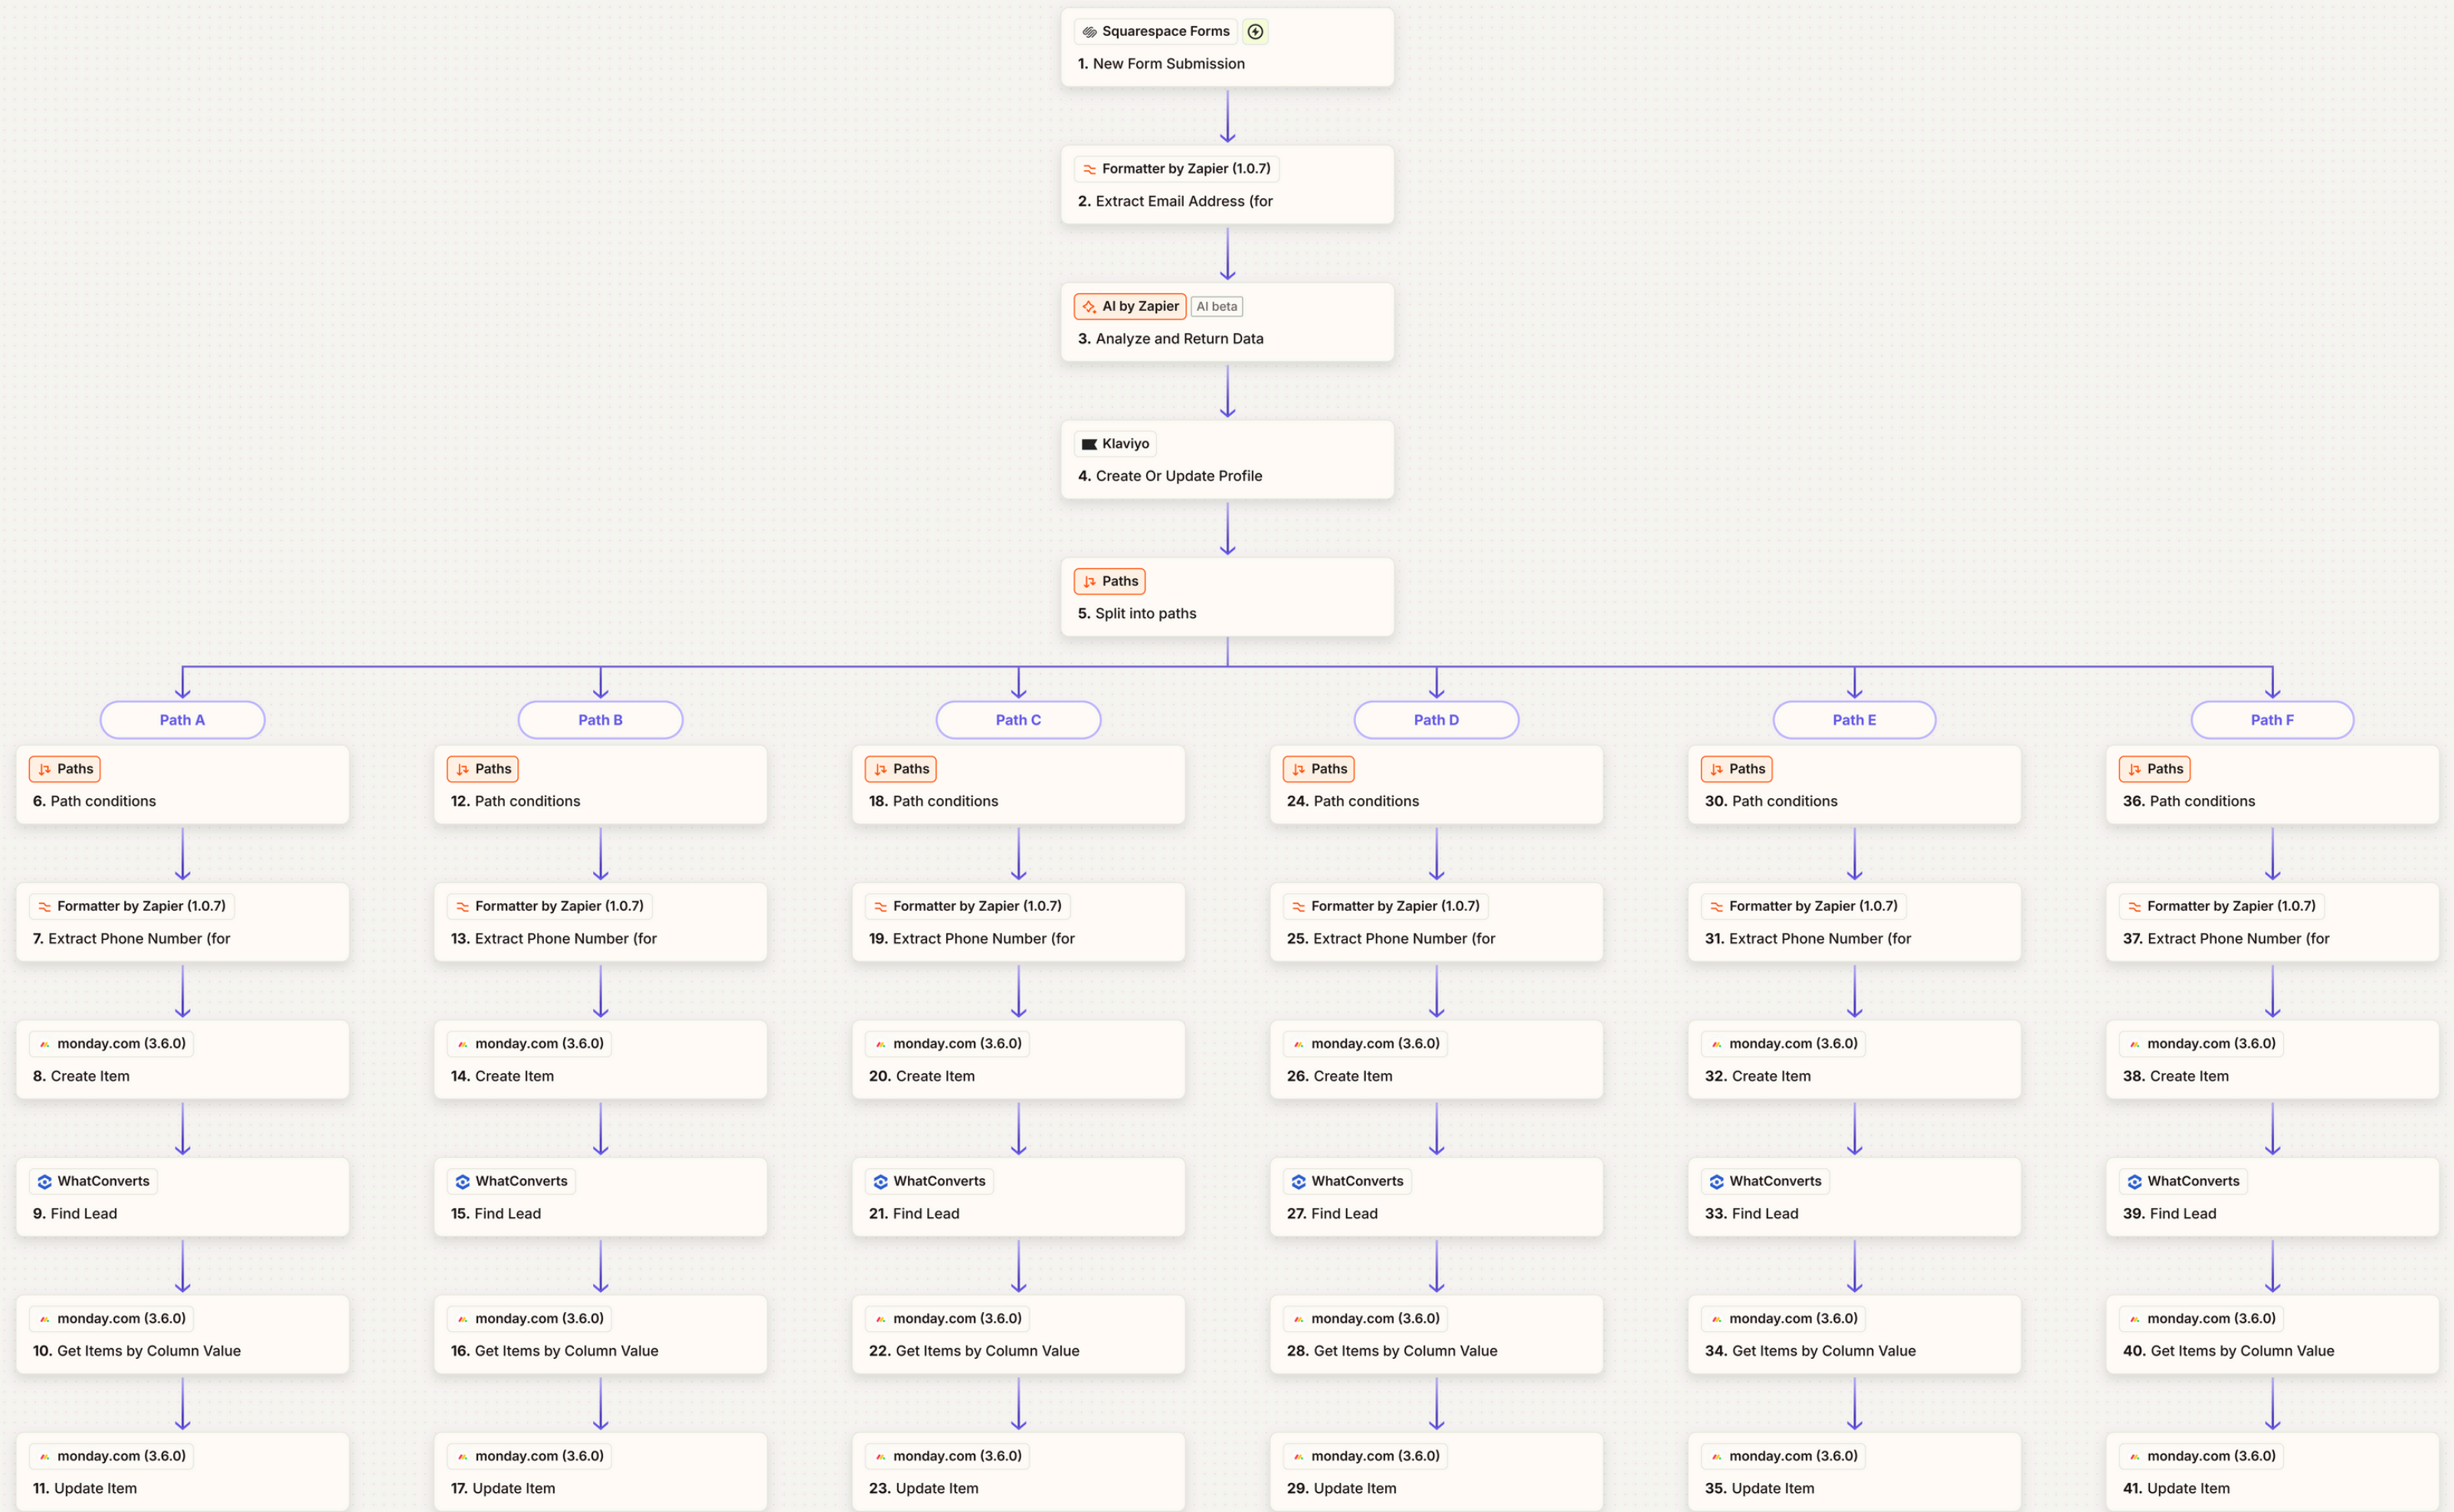 Squarespace Forms
1. New Form Submission
Formatter by Zapier (1.0.7)
2. Extract Email Address (for
AI by Zapier AI beta
3. Analyze and Return Data
Klaviyo
4. Create Or Update Profile
Paths
5. Split into paths
Path A
Paths
6. Path conditions
Formatter by Zapier (1.0.7)
7. Extract Phone Number (for
monday.com (3.6.0)
8. Create Item
WhatConverts
9. Find Lead
monday.com (3.6.0)
10. Get Items by Column Value
monday.com (3.6.0)
11. Update Item
Path B
Paths
12. Path conditions
Formatter by Zapier (1.0.7)
13. Extract Phone Number (for
monday.com (3.6.0)
14. Create Item
WhatConverts
15. Find Lead
monday.com (3.6.0)
16. Get Items by Column Value
monday.com (3.6.0)
17. Update Item
Path C
Paths
18. Path conditions
Formatter by Zapier (1.0.7)
19. Extract Phone Number (for
monday.com (3.6.0)
20. Create Item
WhatConverts
21. Find Lead
monday.com (3.6.0)
22. Get Items by Column Value
monday.com (3.6.0)
23. Update Item
Path D
Paths
24. Path conditions
Formatter by Zapier (1.0.7)
25. Extract Phone Number (for
monday.com (3.6.0)
26. Create Item
WhatConverts
27. Find Lead
monday.com (3.6.0)
28. Get Items by Column Value
monday.com (3.6.0)
29. Update Item
Path E
Paths
30. Path conditions
Formatter by Zapier (1.0.7)
31. Extract Phone Number (for
monday.com (3.6.0)
32. Create Item
WhatConverts
33. Find Lead
monday.com (3.6.0)
34. Get Items by Column Value
monday.com (3.6.0)
35. Update Item
Path F
Paths
36. Path conditions
Formatter by Zapier (1.0.7)
37. Extract Phone Number (for
monday.com (3.6.0)
38. Create Item
WhatConverts
39. Find Lead
monday.com (3.6.0)
40. Get Items by Column Value
monday.com (3.6.0)
41. Update Item